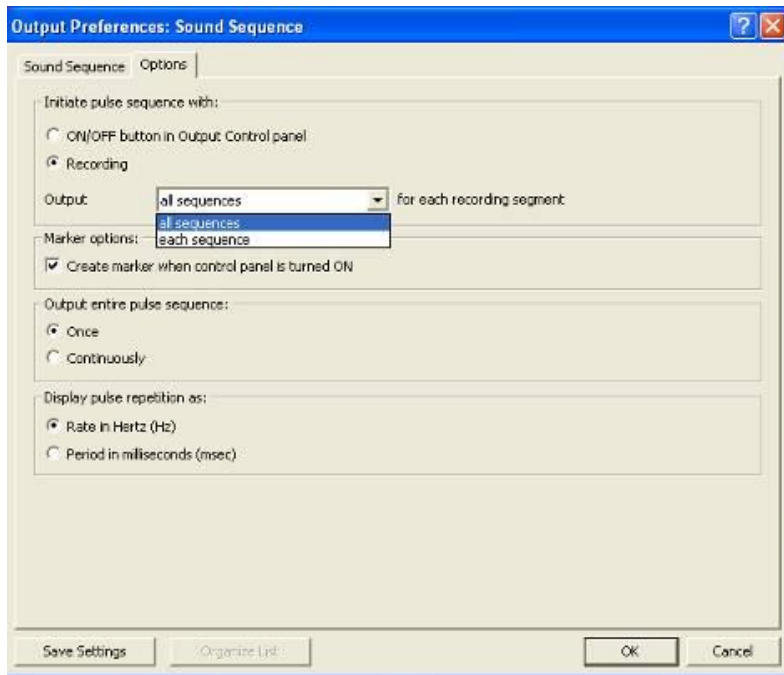 Output Preferences: Sound Sequence
Sound Sequence Options
Initiate pulse sequence with:
ON/OFF button in Output Control panel
Recording
Output all sequences for each recording segment
all sequences
each sequence
Marker options:
Create marker when control panel is turned ON
Output entire pulse sequence:
Once
Continuously
Display pulse repetition as:
Rate in Hertz (Hz)
Period in milliseconds (msec)
Save Settings Organize List OK Cancel